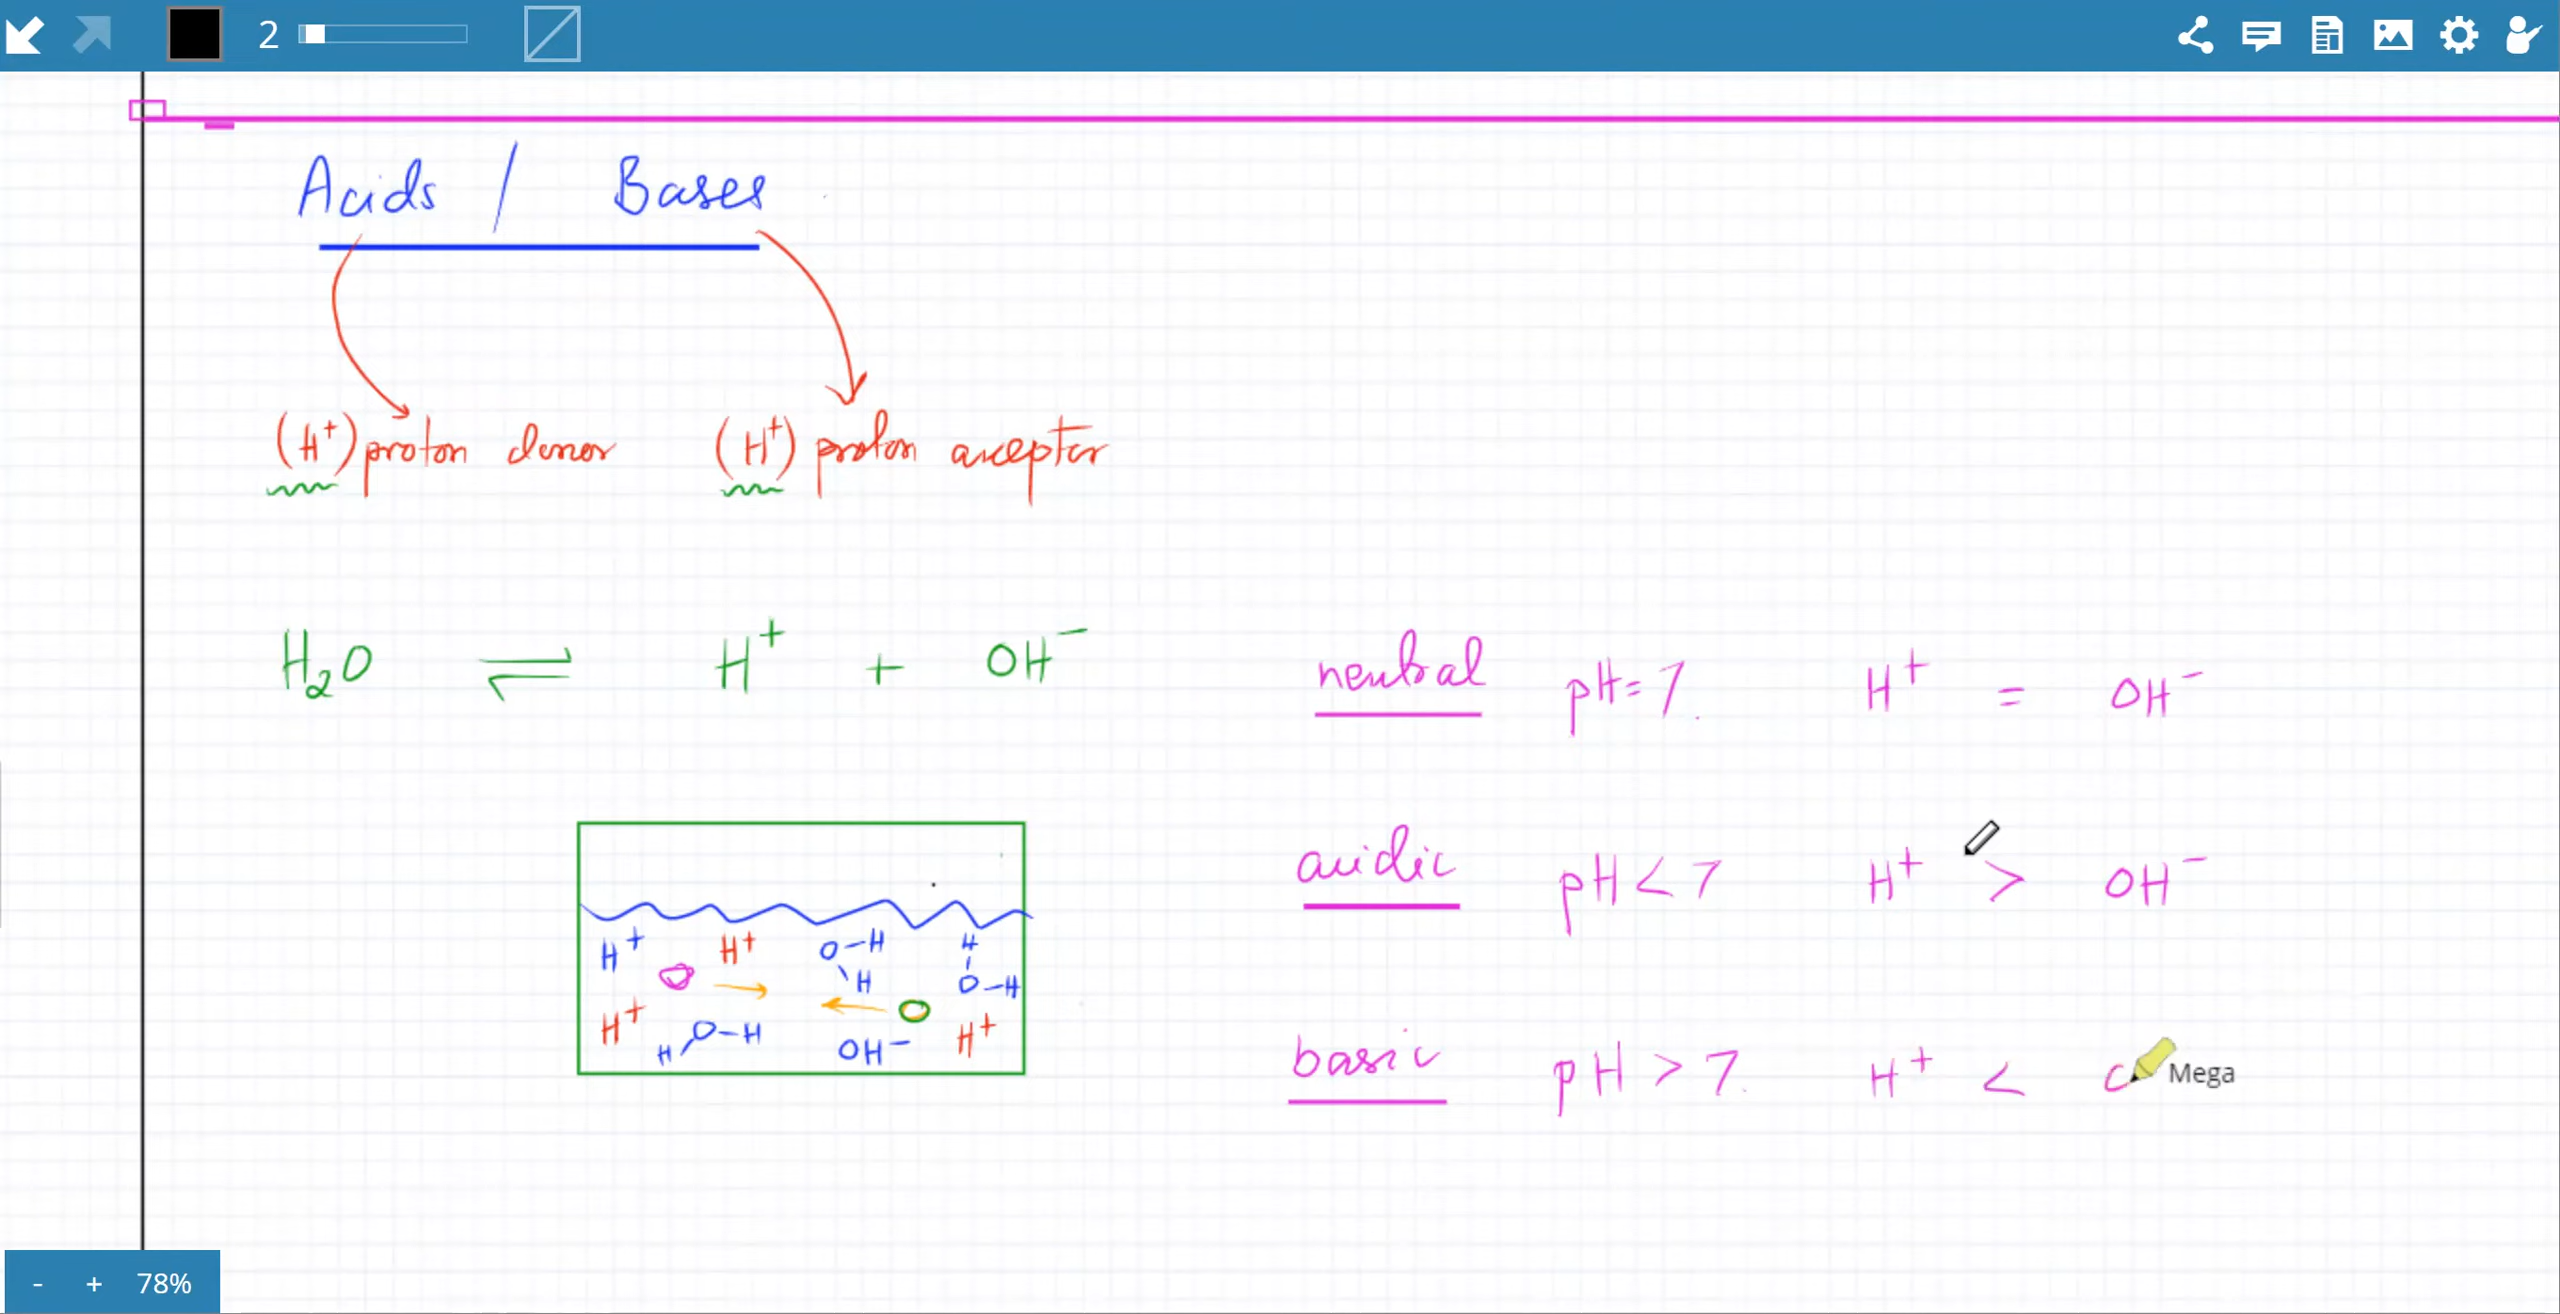 2
Acids / Bases
(H⁺) proton donor (H⁺) proton acceptor
H₂O ⇌ H⁺ + OH⁻
neutral pH = 7. H⁺ = OH⁻
acidic pH < 7 H⁺ > OH⁻
basic pH > 7. H⁺ < Mega
H⁺ H⁺ O-H H
H O-H
H⁺ H O-H OH⁻ H⁺
- + 78%